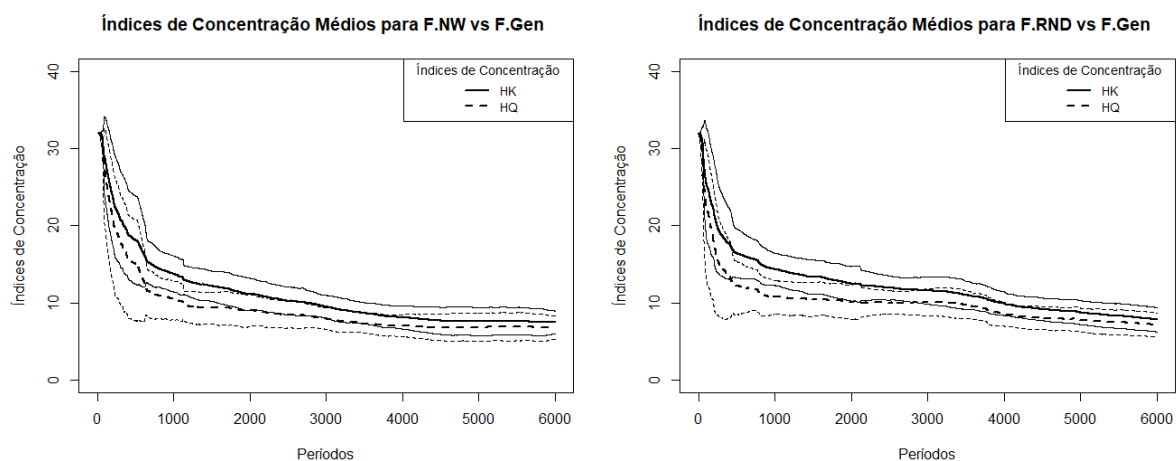 Índices de Concentração Médios para F.NW vs F.Gen
Índices de Concentração
HK
HQ
Índices de Concentração
40
30
20
10
0
0 1000 2000 3000 4000 5000 6000
Períodos
Índices de Concentração Médios para F.RND vs F.Gen
Índices de Concentração
HK
HQ
Índices de Concentração
40
30
20
10
0
0 1000 2000 3000 4000 5000 6000
Períodos